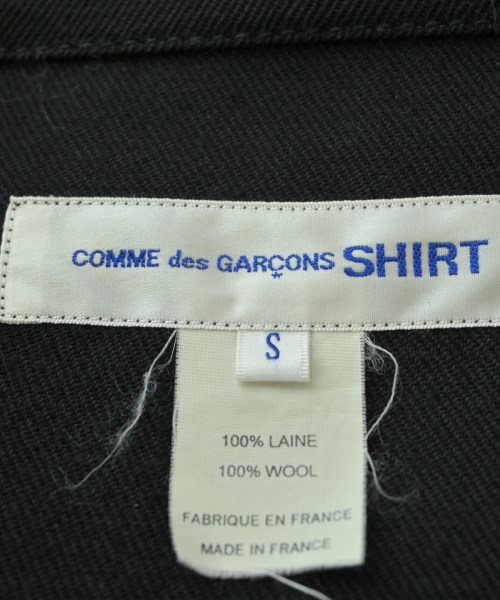 COMME des GARÇONS SHIRT
S
100% LAINE
100% WOOL
FABRIQUE EN FRANCE
MADE IN FRANCE